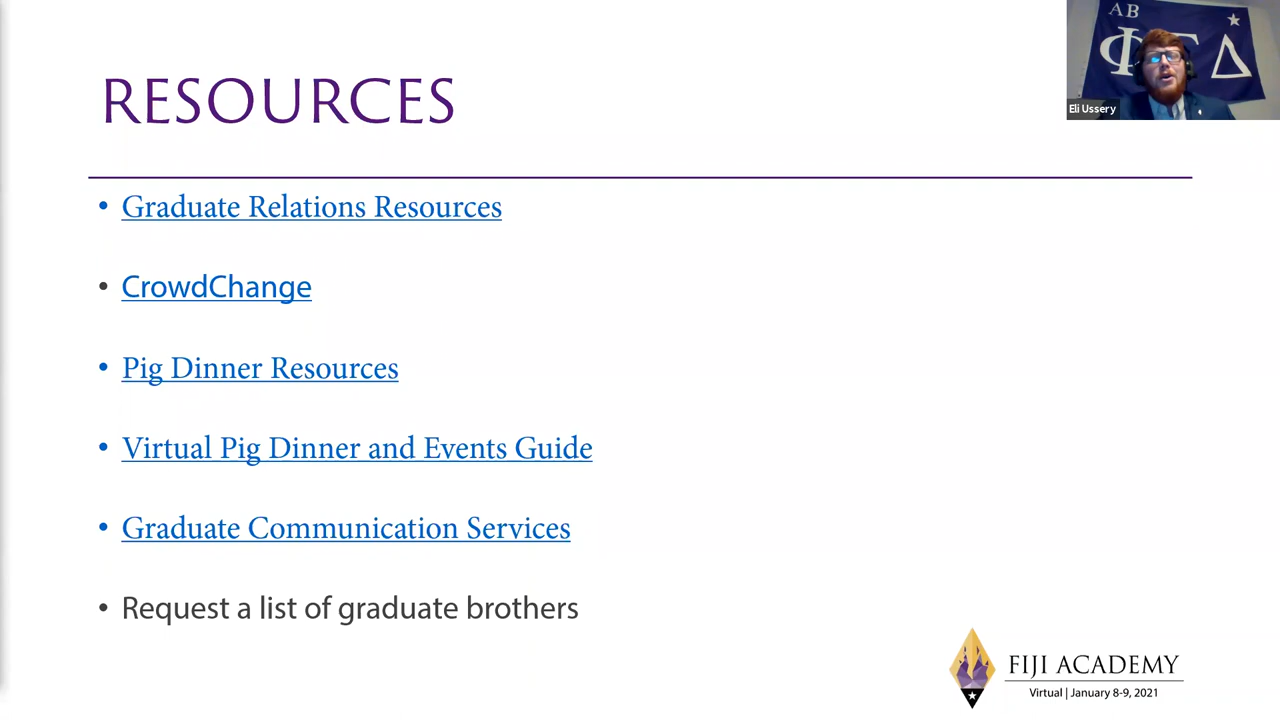 RESOURCES
AB
ΦΓΔ
Eli Ussery
• Graduate Relations Resources
• CrowdChange
• Pig Dinner Resources
• Virtual Pig Dinner and Events Guide
• Graduate Communication Services
• Request a list of graduate brothers
FIJI ACADEMY
Virtual | January 8-9, 2021